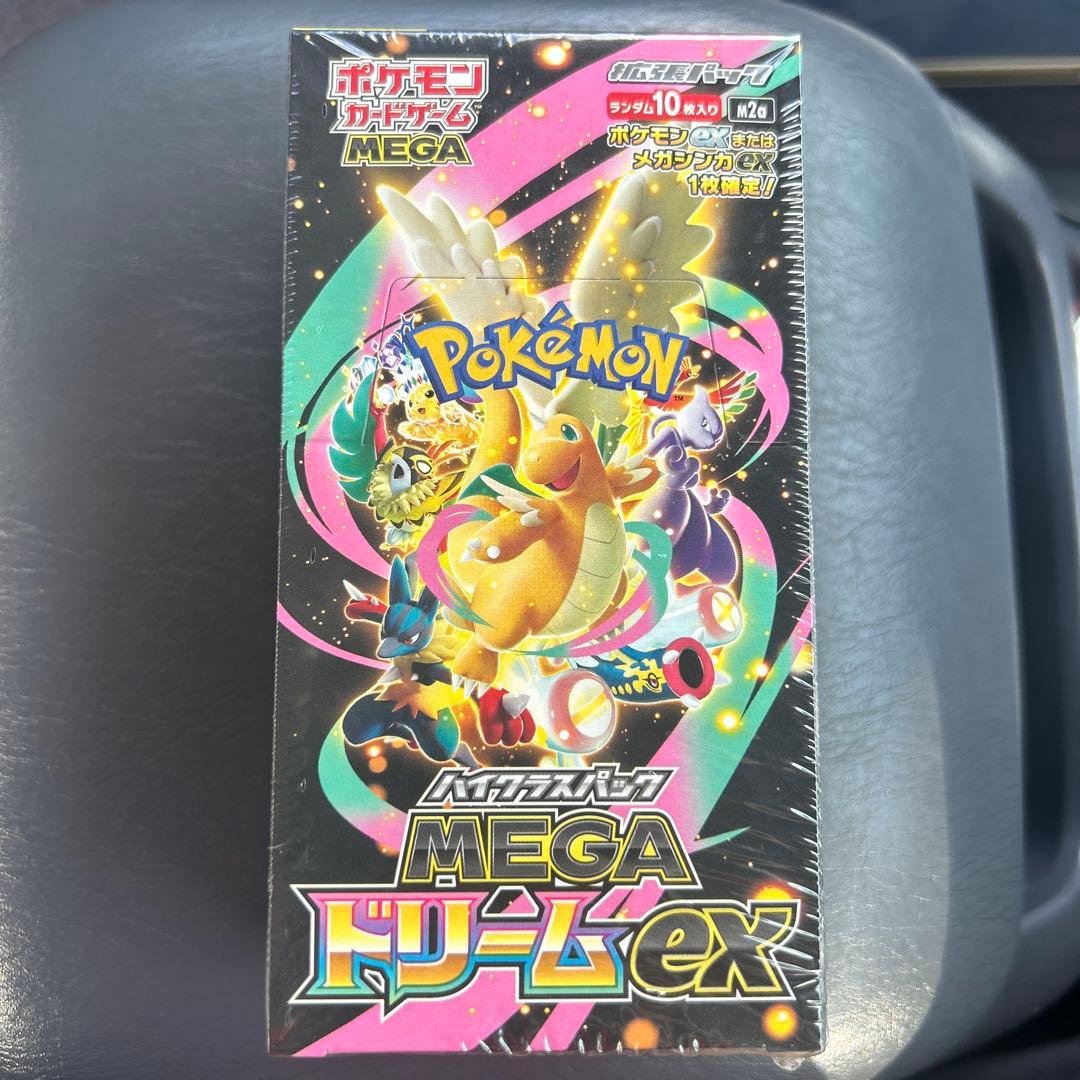 ポケモン
カードゲーム
MEGA
拡張パック
ランダム10枚入り M2a
ポケモンexまたは
メガシンカex
1枚確定!
POKéMON
TM
ハイクラスパック
MEGA
ドリームex